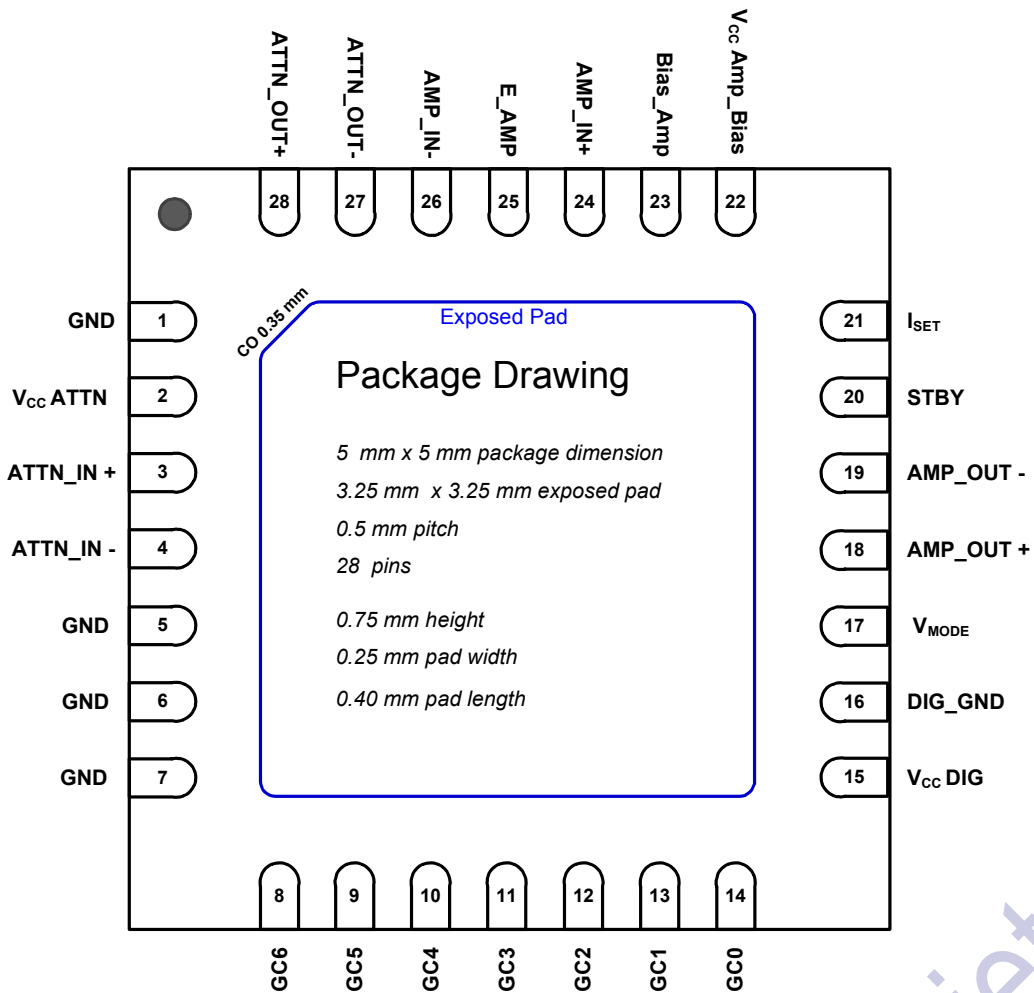 ATTN_OUT+
ATTN_OUT-
AMP_IN-
E_AMP
AMP_IN+
Bias_Amp
VCC Amp_Bias
28
27
26
25
24
23
22
GND 1
VCC ATTN 2
ATTN_IN + 3
ATTN_IN - 4
GND 5
GND 6
GND 7
CO 0.35 mm
Exposed Pad
Package Drawing
5 mm x 5 mm package dimension
3.25 mm x 3.25 mm exposed pad
0.5 mm pitch
28 pins
0.75 mm height
0.25 mm pad width
0.40 mm pad length
21 ISET
20 STBY
19 AMP_OUT -
18 AMP_OUT +
17 VMODE
16 DIG_GND
15 VCC DIG
8
9
10
11
12
13
14
GC6
GC5
GC4
GC3
GC2
GC1
GC0